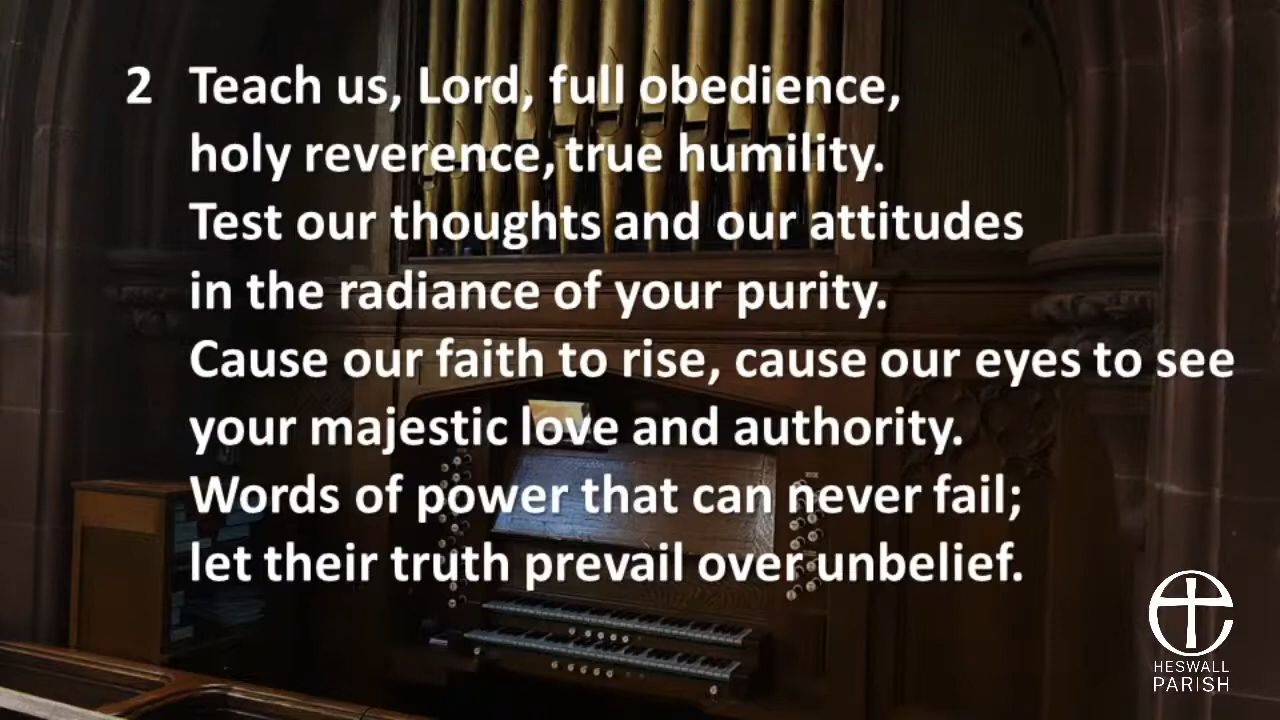 2 Teach us, Lord, full obedience,
holy reverence, true humility.
Test our thoughts and our attitudes
in the radiance of your purity.
Cause our faith to rise, cause our eyes to see
your majestic love and authority.
Words of power that can never fail;
let their truth prevail over unbelief.
HESWALL
PARISH